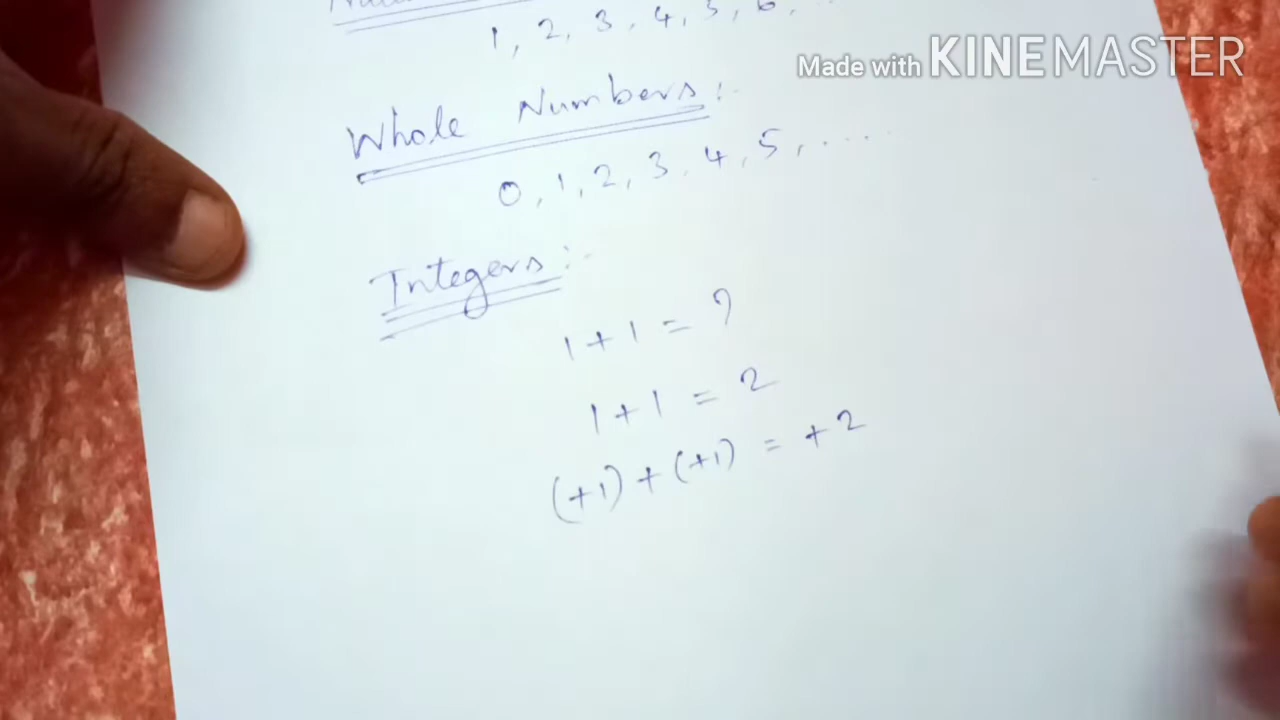 1, 2, 3, 4, 5, 6, ..
Made with KINEMASTER
Whole Numbers :-
0, 1, 2, 3, 4, 5, .....
Integers :-
1 + 1 = ?
1 + 1 = 2
(+1) + (+1) = +2